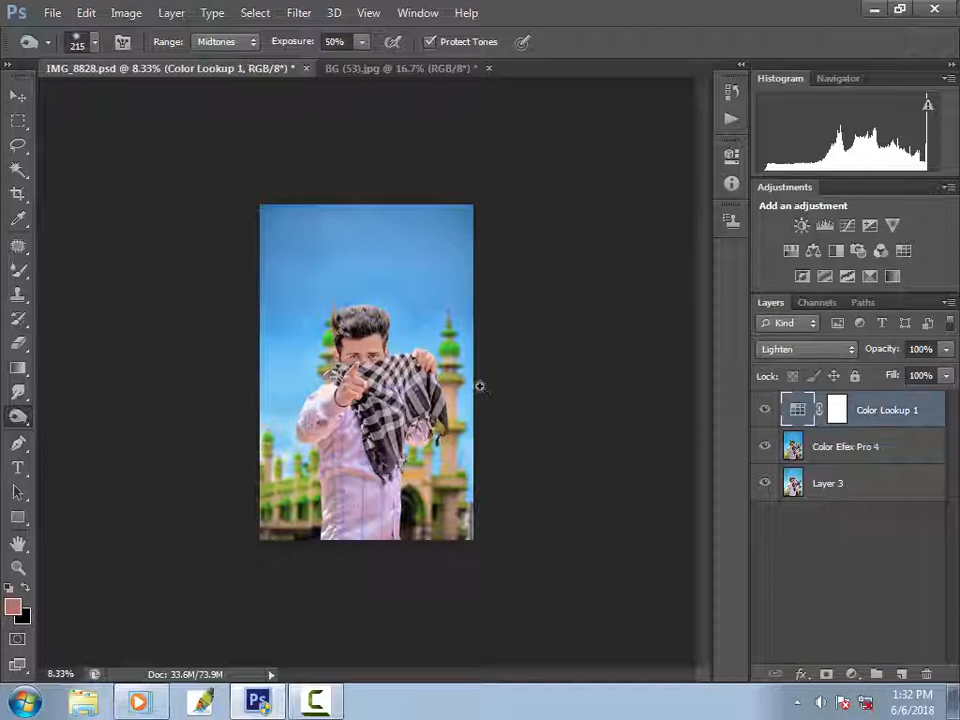 Ps File Edit Image Layer Type Select Filter 3D View Window Help
215 Range: Midtones Exposure: 50% Protect Tones
IMG_8828.psd @ 8.33% (Color Lookup 1, RGB/8*) * × BG (53).jpg @ 16.7% (RGB/8*) * ×
Histogram Navigator
Adjustments
Add an adjustment
Layers Channels Paths
Kind
Lighten Opacity: 100%
Lock: Fill: 100%
Color Lookup 1
Color Efex Pro 4
Layer 3
8.33% Doc: 33.6M/73.9M
Ps
1:32 PM
6/6/2018